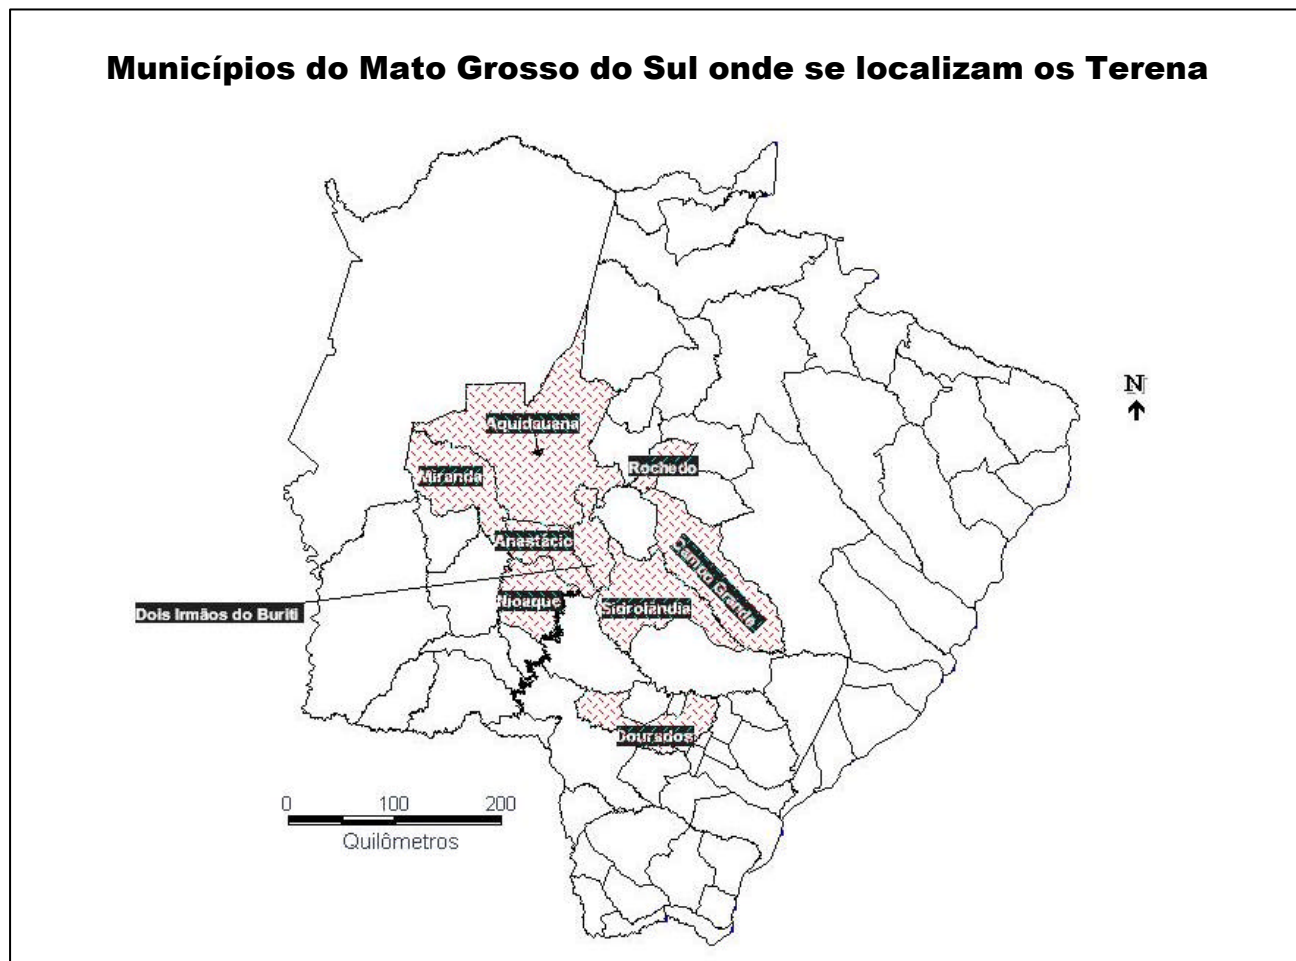 Municípios do Mato Grosso do Sul onde se localizam os Terena
N
Aquidauana
Rochedo
Miranda
Anastácio
Campo Grande
Nioaque
Sidrolândia
Dois Irmãos do Buriti
Dourados
0 100 200
Quilômetros